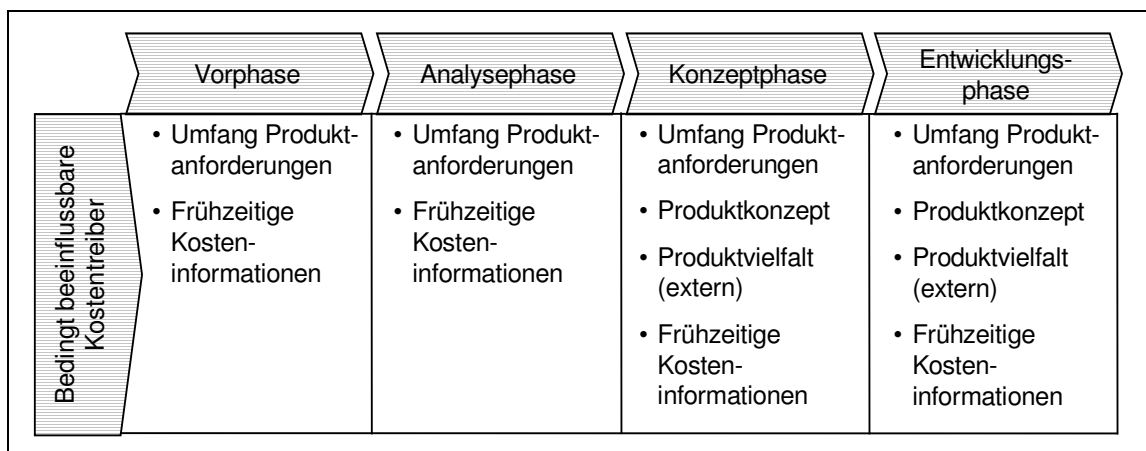 Vorphase
Analysephase
Konzeptphase
Entwicklungs-
phase
Bedingt beeinflussbare
Kostentreiber
• Umfang Produkt-
anforderungen
• Frühzeitige
Kosten-
informationen
• Umfang Produkt-
anforderungen
• Frühzeitige
Kosten-
informationen
• Umfang Produkt-
anforderungen
• Produktkonzept
• Produktvielfalt
(extern)
• Frühzeitige
Kosten-
informationen
• Umfang Produkt-
anforderungen
• Produktkonzept
• Produktvielfalt
(extern)
• Frühzeitige
Kosten-
informationen